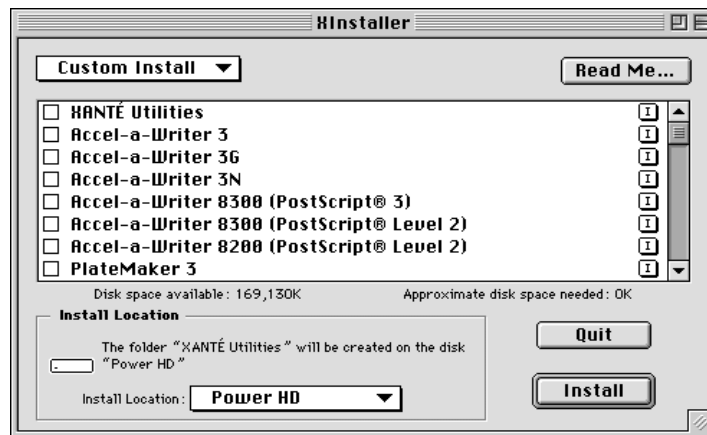 XInstaller
Custom Install
Read Me...
XANTÉ Utilities
Accel-a-Writer 3
Accel-a-Writer 3G
Accel-a-Writer 3N
Accel-a-Writer 8300 (PostScript® 3)
Accel-a-Writer 8300 (PostScript® Level 2)
Accel-a-Writer 8200 (PostScript® Level 2)
PlateMaker 3
Disk space available: 169,130K Approximate disk space needed: 0K
Install Location
The folder "XANTÉ Utilities" will be created on the disk
"Power HD"
Install Location: Power HD
Quit
Install